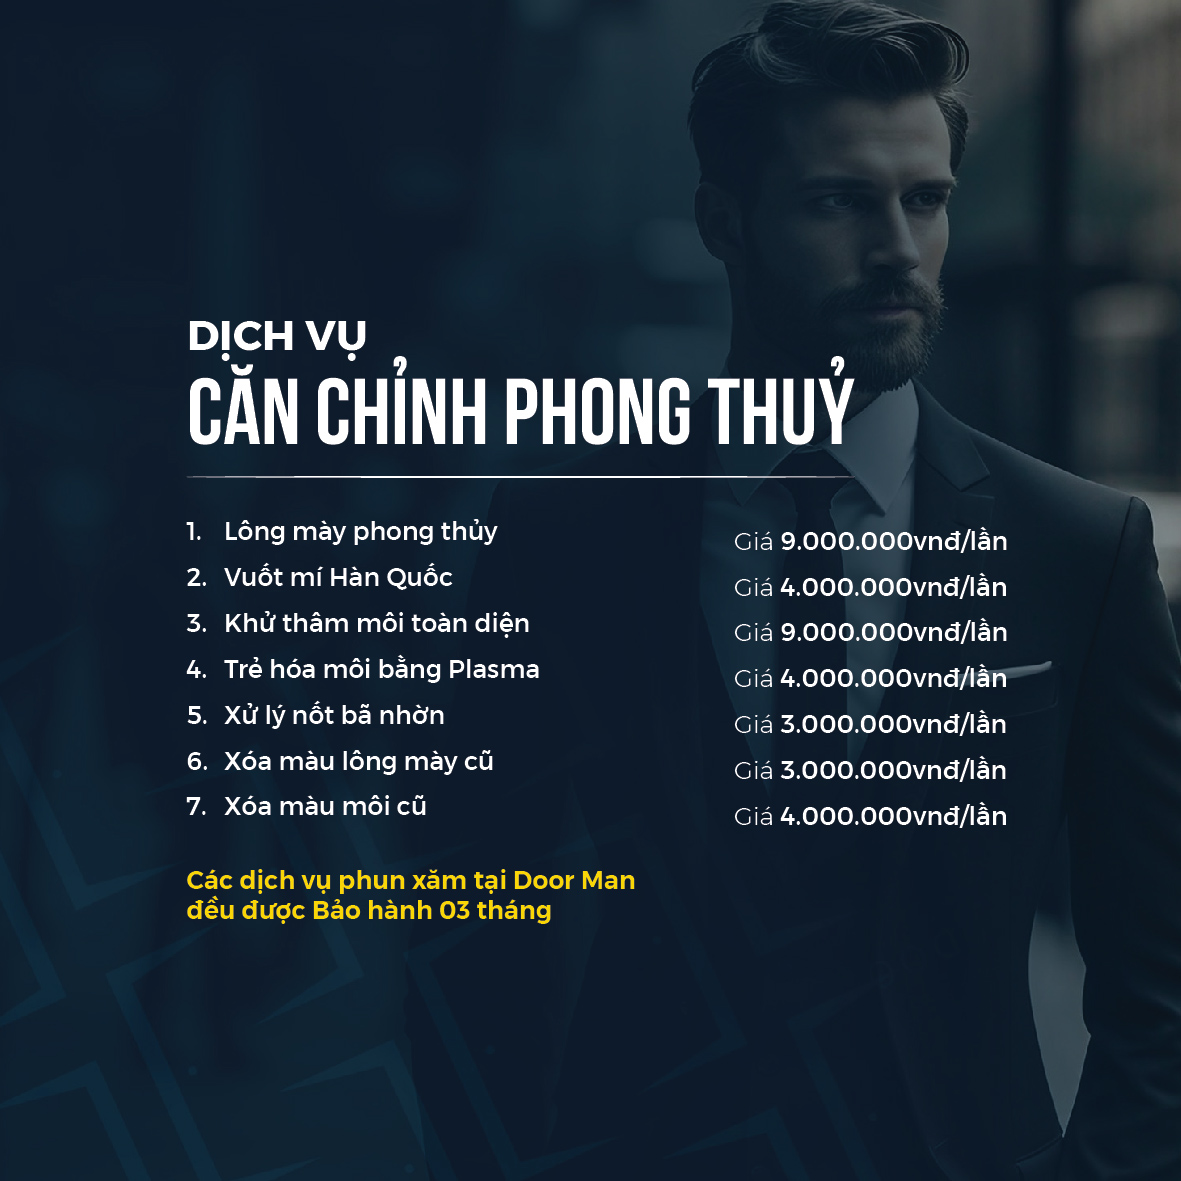 DỊCH VỤ
CĂN CHỈNH PHONG THUỶ
1. Lông mày phong thủy Giá 9.000.000vnđ/lần
2. Vuốt mí Hàn Quốc Giá 4.000.000vnđ/lần
3. Khử thâm môi toàn diện Giá 9.000.000vnđ/lần
4. Trẻ hóa môi bằng Plasma Giá 4.000.000vnđ/lần
5. Xử lý nốt bã nhờn Giá 3.000.000vnđ/lần
6. Xóa màu lông mày cũ Giá 3.000.000vnđ/lần
7. Xóa màu môi cũ Giá 4.000.000vnđ/lần
Các dịch vụ phun xăm tại Door Man
đều được Bảo hành 03 tháng